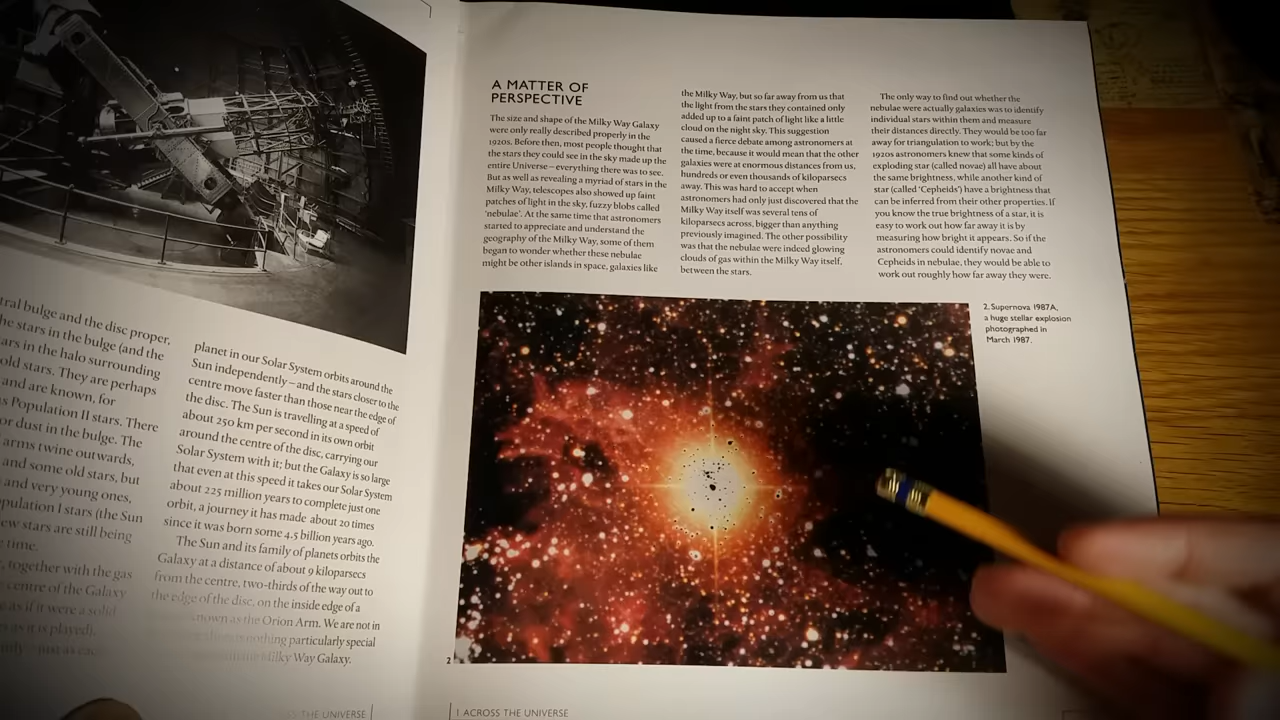 tral bulge and the disc proper,
he stars in the bulge (and the
ars in the halo surrounding
old stars. They are perhaps
and are known, for
s Population II stars. There
or dust in the bulge. The
arms twine outwards,
and some old stars, but
and very young ones,
opulation I stars (the Sun
ew stars are still being
time.
, together with the gas
centre of the Galaxy
e as if it were a solid
es as it is played).
planet in our Solar System orbits around the
Sun independently – and the stars closer to the
centre move faster than those near the edge of
the disc. The Sun is travelling at a speed of
about 250 km per second in its own orbit
around the centre of the disc, carrying our
Solar System with it; but the Galaxy is so large
that even at this speed it takes our Solar System
about 225 million years to complete just one
orbit, a journey it has made about 20 times
since it was born some 4.5 billion years ago.
The Sun and its family of planets orbits the
Galaxy at a distance of about 9 kiloparsecs
from the centre, two-thirds of the way out to
the edge of the disc, on the inside edge of a
known as the Orion Arm. We are not in
is nothing particularly special
the Milky Way Galaxy.
SS THE UNIVERSE
A MATTER OF
PERSPECTIVE
The size and shape of the Milky Way Galaxy
were only really described properly in the
1920s. Before then, most people thought that
the stars they could see in the sky made up the
entire Universe – everything there was to see.
But as well as revealing a myriad of stars in the
Milky Way, telescopes also showed up faint
patches of light in the sky, fuzzy blobs called
'nebulae'. At the same time that astronomers
started to appreciate and understand the
geography of the Milky Way, some of them
began to wonder whether these nebulae
might be other islands in space, galaxies like
the Milky Way, but so far away from us that
the light from the stars they contained only
added up to a faint patch of light like a little
cloud on the night sky. This suggestion
caused a fierce debate among astronomers at
the time, because it would mean that the other
galaxies were at enormous distances from us,
hundreds or even thousands of kiloparsecs
away. This was hard to accept when
astronomers had only just discovered that the
Milky Way itself was several tens of
kiloparsecs across, bigger than anything
previously imagined. The other possibility
was that the nebulae were indeed glowing
clouds of gas within the Milky Way itself,
between the stars.
The only way to find out whether the
nebulae were actually galaxies was to identify
individual stars within them and measure
their distances directly. They would be too far
away for triangulation to work; but by the
1920s astronomers knew that some kinds of
exploding star (called novae) all have about
the same brightness, while another kind of
star (called 'Cepheids') have a brightness that
can be inferred from their other properties. If
you know the true brightness of a star, it is
easy to work out how far away it is by
measuring how bright it appears. So if the
astronomers could identify novae and
Cepheids in nebulae, they would be able to
work out roughly how far away they were.
2. Supernova 1987A,
a huge stellar explosion
photographed in
March 1987.
2
1 ACROSS THE UNIVERSE